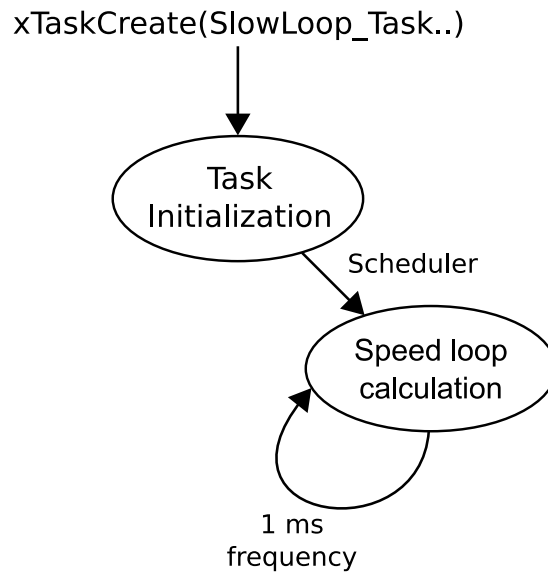 xTaskCreate(SlowLoop_Task..)
Task
Initialization
Scheduler
Speed loop
calculation
1 ms
frequency